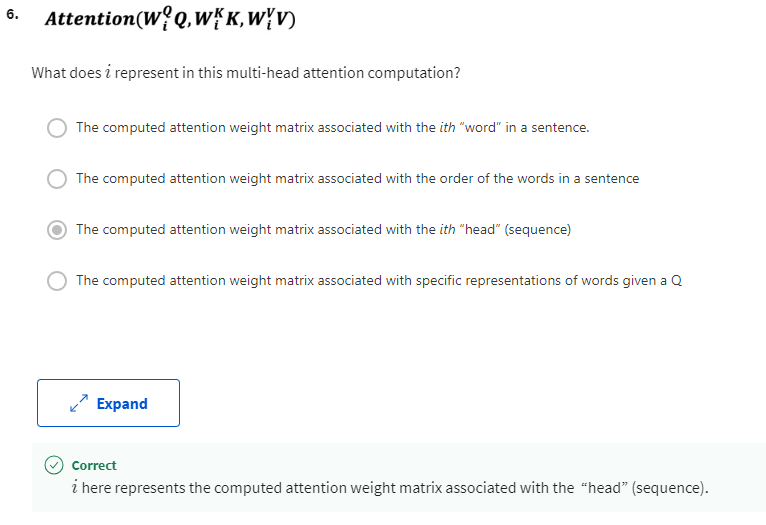 6. Attention(W_i^Q Q, W_i^K K, W_i^V V)
What does i represent in this multi-head attention computation?
The computed attention weight matrix associated with the ith “word” in a sentence.
The computed attention weight matrix associated with the order of the words in a sentence
The computed attention weight matrix associated with the ith “head” (sequence)
The computed attention weight matrix associated with specific representations of words given a Q
Expand
Correct
i here represents the computed attention weight matrix associated with the “head” (sequence).